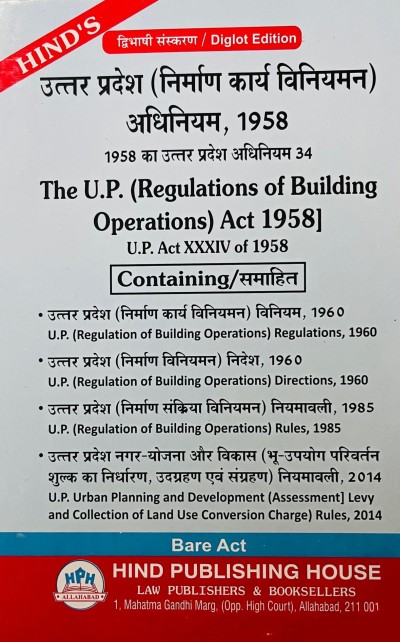 HIND'S
द्विभाषी संस्करण / Diglot Edition
उत्तर प्रदेश (निर्माण कार्य विनियमन)
अधिनियम, 1958
1958 का उत्तर प्रदेश अधिनियम 34
The U.P. (Regulations of Building
Operations) Act 1958]
U.P. Act XXXIV of 1958
Containing/समाहित
• उत्तर प्रदेश (निर्माण कार्य विनियमन) विनियम, 1960
U.P. (Regulation of Building Operations) Regulations, 1960
• उत्तर प्रदेश (निर्माण विनियमन) निदेश, 1960
U.P. (Regulation of Building Operations) Directions, 1960
• उत्तर प्रदेश (निर्माण संक्रिया विनियमन) नियमावली, 1985
U.P. (Regulation of Building Operations) Rules, 1985
• उत्तर प्रदेश नगर-योजना और विकास (भू-उपयोग परिवर्तन
शुल्क का निर्धारण, उदग्रहण एवं संग्रहण) नियमावली, 2014
U.P. Urban Planning and Development (Assessment] Levy
and Collection of Land Use Conversion Charge) Rules, 2014
Bare Act
HPH
ALLAHABAD
HIND PUBLISHING HOUSE
LAW PUBLISHERS & BOOKSELLERS
1, Mahatma Gandhi Marg, (Opp. High Court), Allahabad, 211 001